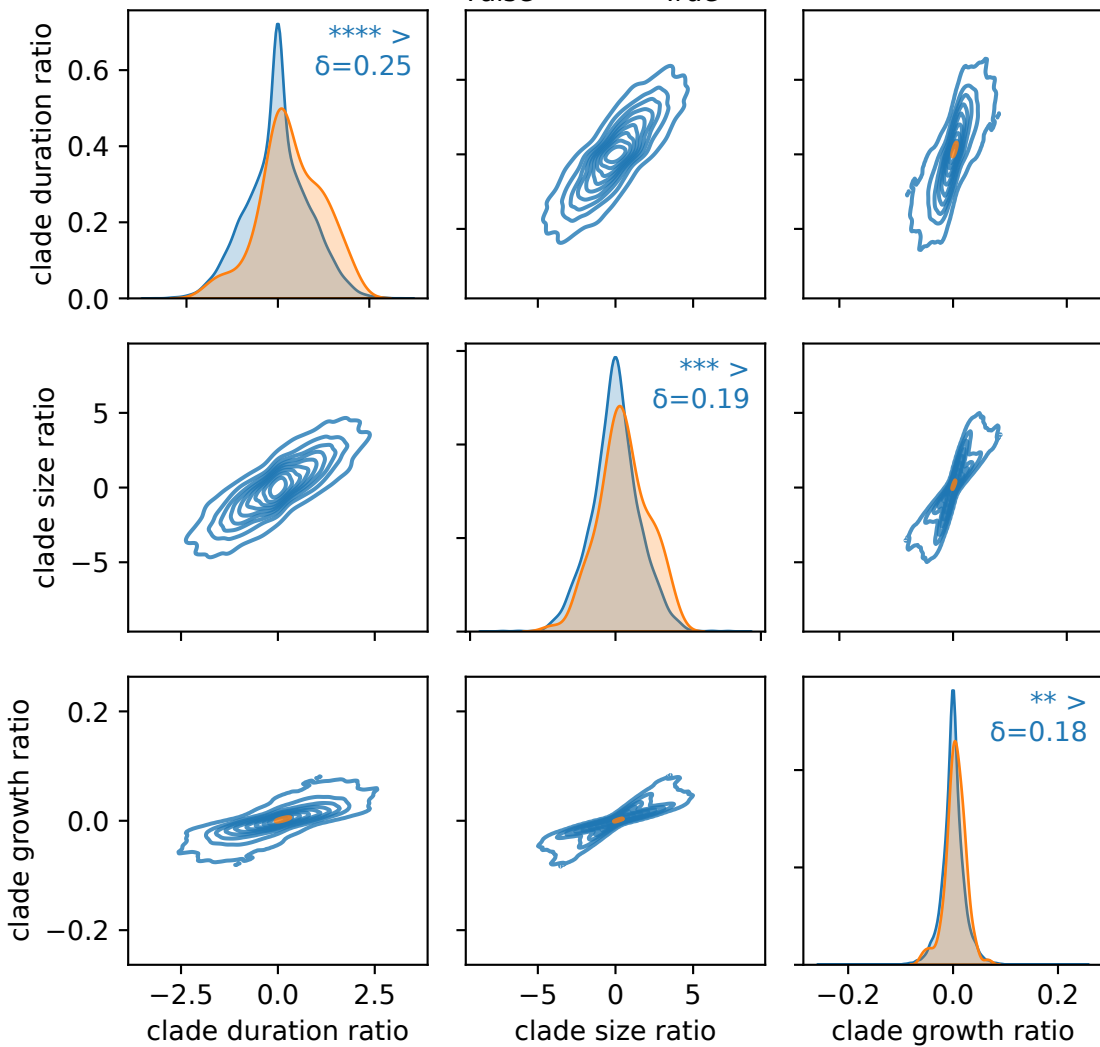 clade duration ratio
0.6
0.4
0.2
0.0
**** >
δ=0.25
clade size ratio
5
0
−5
*** >
δ=0.19
clade growth ratio
0.2
0.0
−0.2
** >
δ=0.18
−2.5 0.0 2.5
−5 0 5
−0.2 0.0 0.2
clade duration ratio
clade size ratio
clade growth ratio